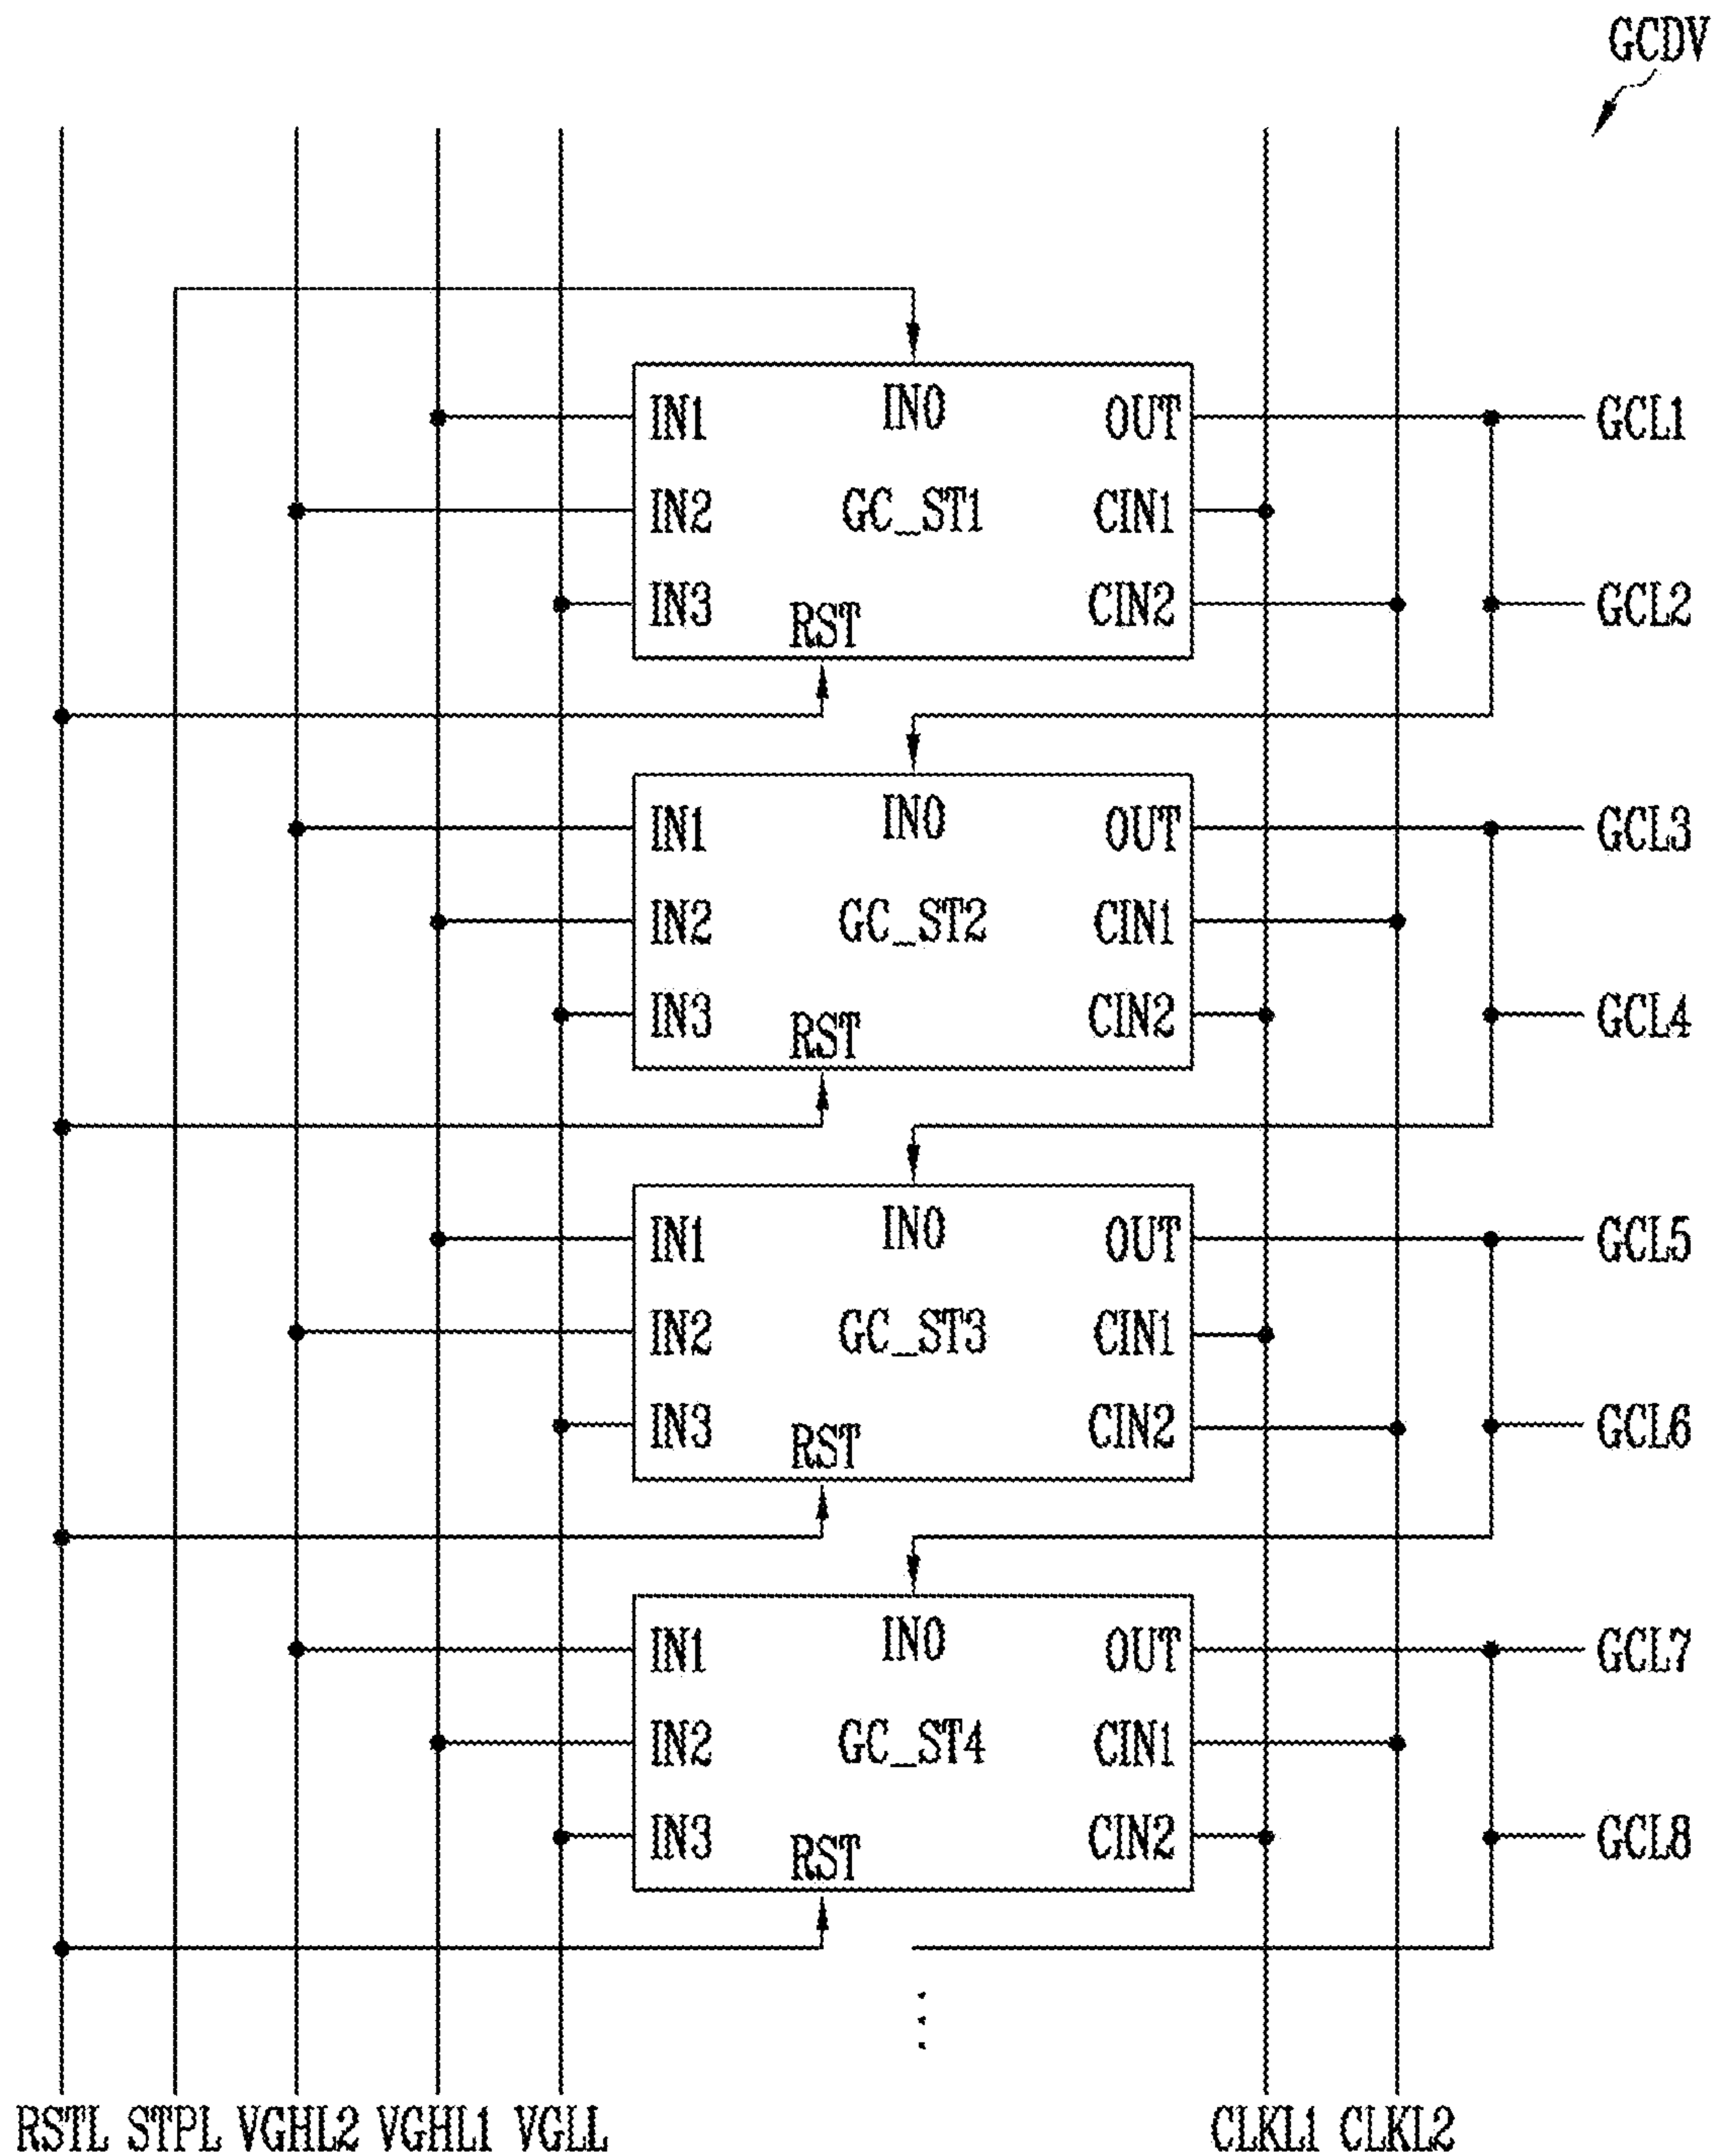 GCDV
IN0
IN1 OUT GCL1
IN2 GC_ST1 CIN1
IN3 CIN2 GCL2
RST
IN0
IN1 OUT GCL3
IN2 GC_ST2 CIN1
IN3 CIN2 GCL4
RST
IN0
IN1 OUT GCL5
IN2 GC_ST3 CIN1
IN3 CIN2 GCL6
RST
IN0
IN1 OUT GCL7
IN2 GC_ST4 CIN1
IN3 CIN2 GCL8
RST
RSTL STPL VGHL2 VGHL1 VGLL CLKL1 CLKL2